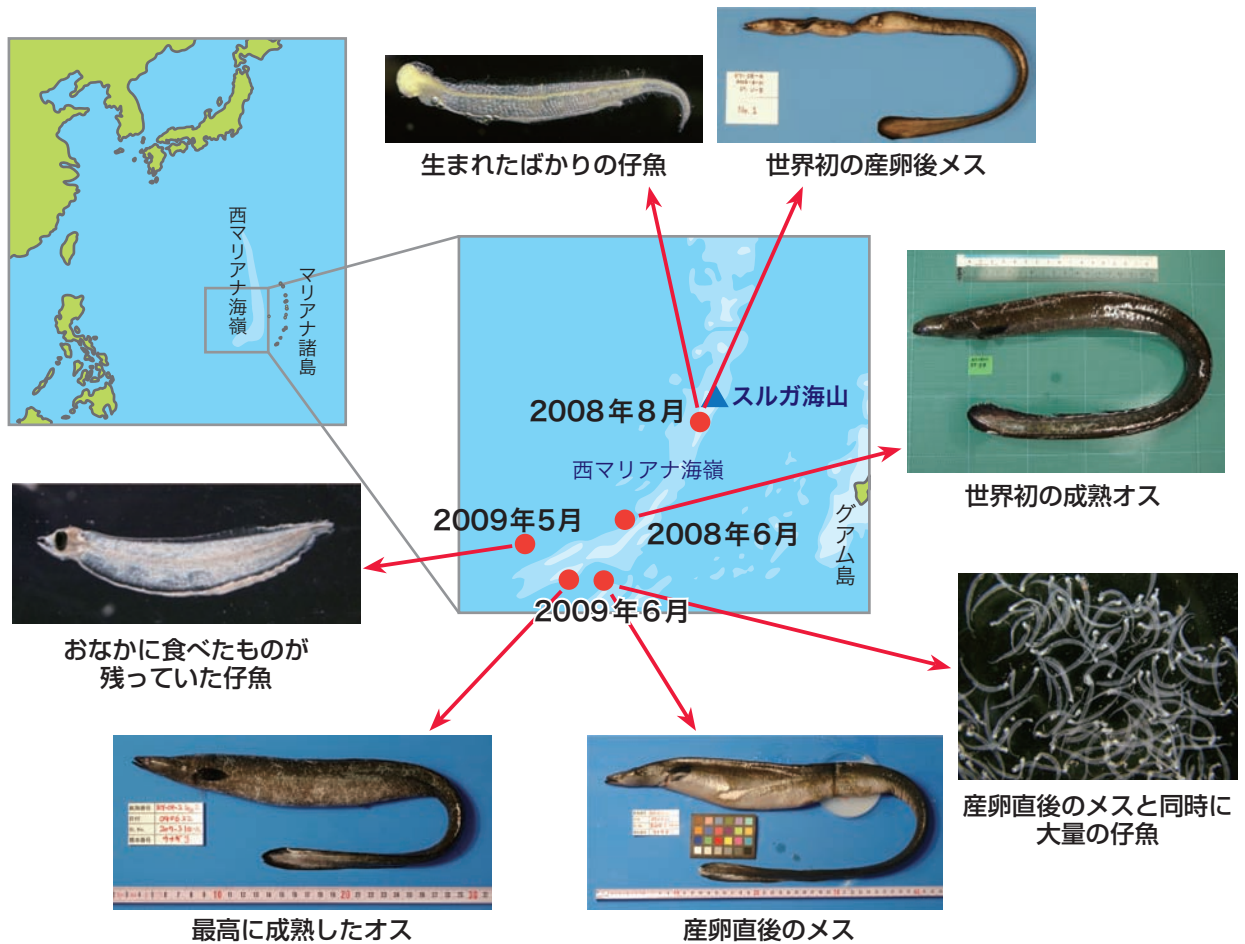 生まれたばかりの仔魚
世界初の産卵後メス
No.1
西マリアナ海嶺
マリアナ諸島
2008年8月
スルガ海山
西マリアナ海嶺
世界初の成熟オス
2009年5月
2008年6月
グアム島
2009年6月
おなかに食べたものが
残っていた仔魚
最高に成熟したオス
産卵直後のメス
産卵直後のメスと同時に
大量の仔魚